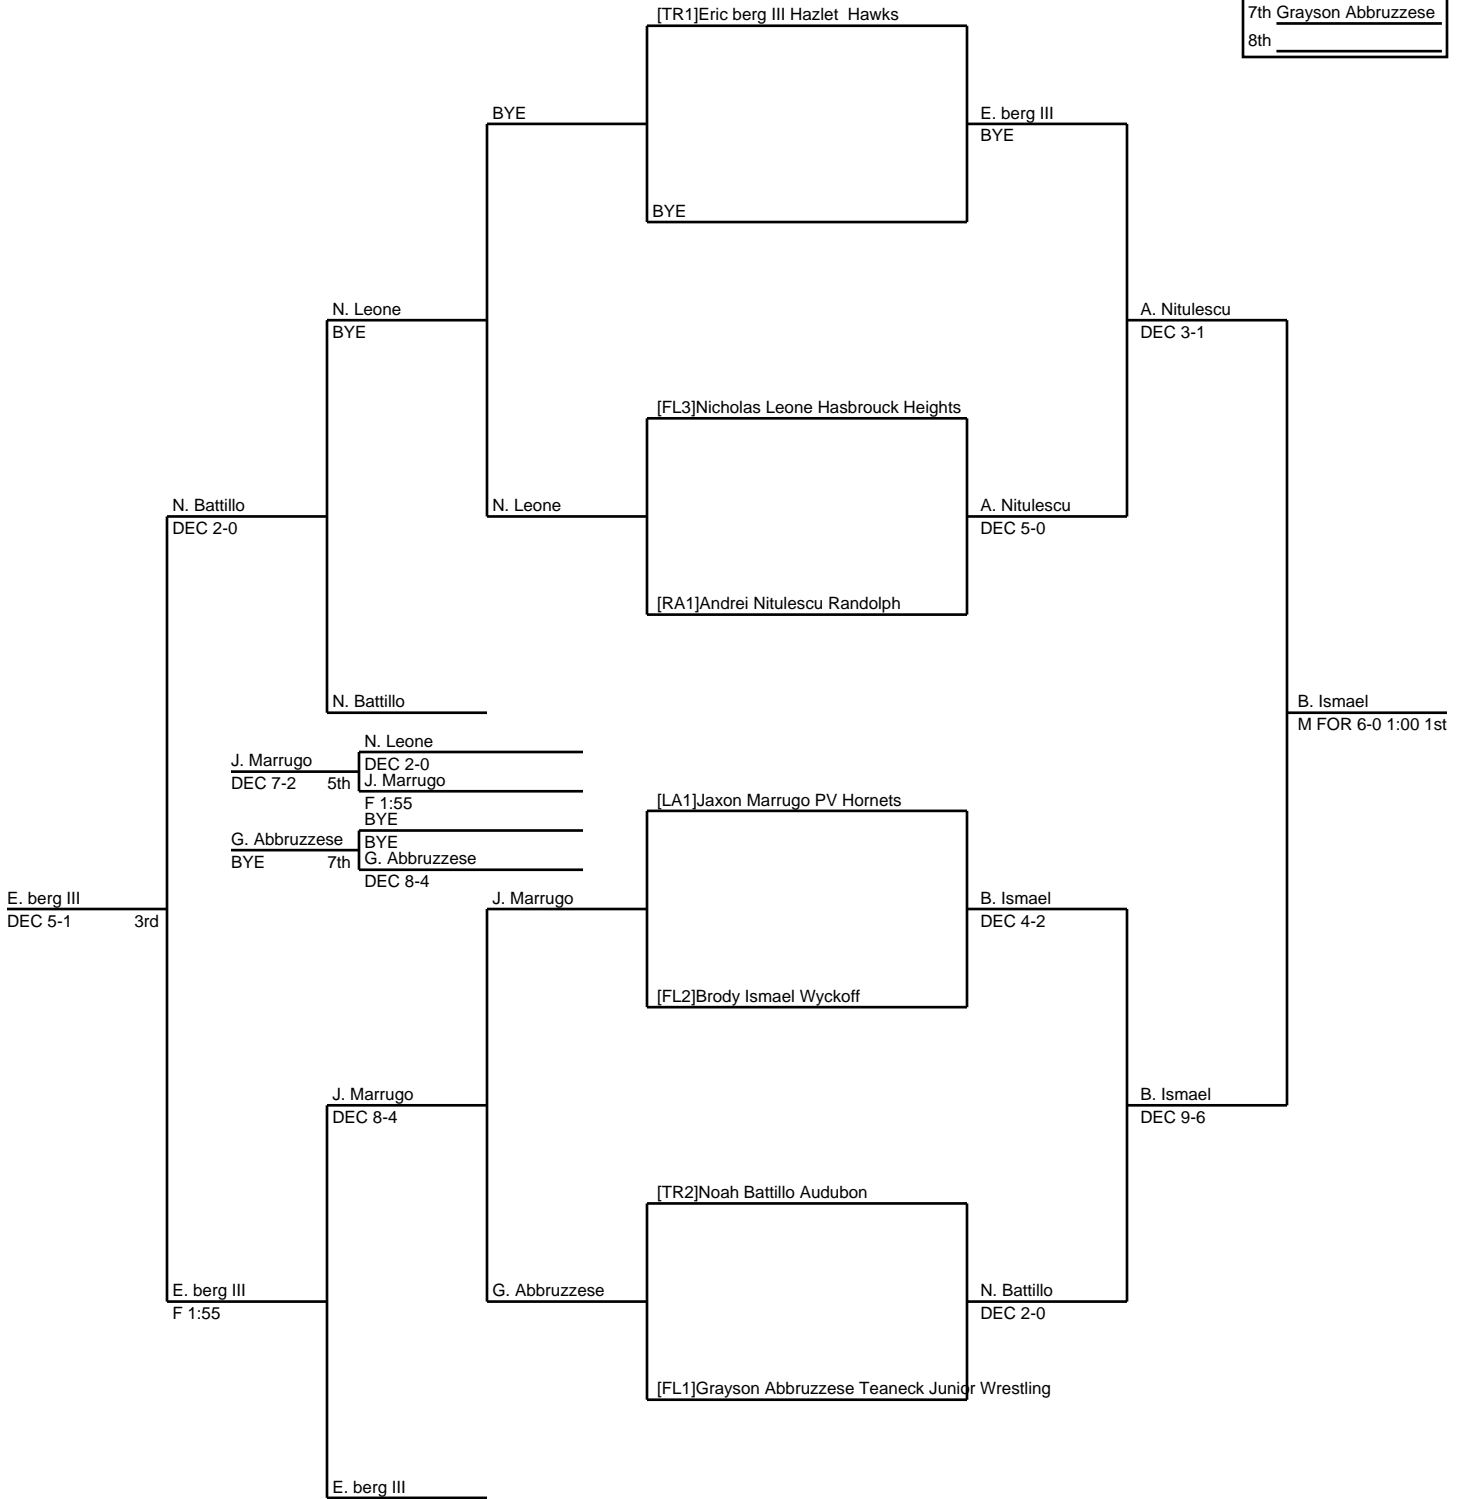 [TR1]Eric berg III Hazlet  Hawks
7th Grayson Abbruzzese
8th
BYE
E. berg III
BYE
BYE
N. Leone
BYE
A. Nitulescu
DEC 3-1
[FL3]Nicholas Leone Hasbrouck Heights
N. Battillo
DEC 2-0
N. Leone
A. Nitulescu
DEC 5-0
[RA1]Andrei Nitulescu Randolph
N. Battillo
B. Ismael
M FOR 6-0 1:00 1st
N. Leone
DEC 2-0
J. Marrugo
DEC 7-2 5th
J. Marrugo
F 1:55
BYE
BYE
G. Abbruzzese
BYE 7th
G. Abbruzzese
DEC 8-4
[LA1]Jaxon Marrugo PV Hornets
E. berg III
DEC 5-1 3rd
J. Marrugo
B. Ismael
DEC 4-2
[FL2]Brody Ismael Wyckoff
J. Marrugo
DEC 8-4
B. Ismael
DEC 9-6
[TR2]Noah Battillo Audubon
E. berg III
F 1:55
G. Abbruzzese
N. Battillo
DEC 2-0
[FL1]Grayson Abbruzzese Teaneck Junior Wrestling
E. berg III